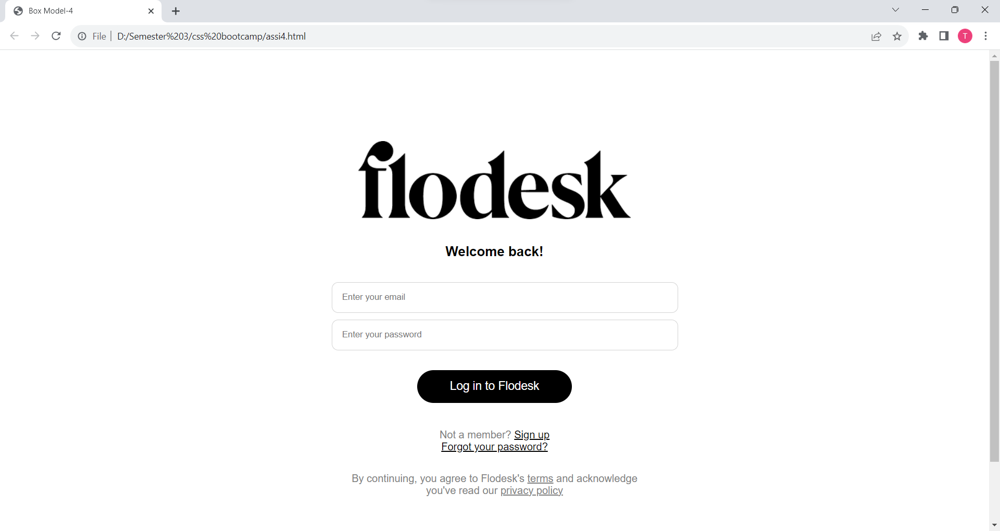 Box Model-4
File
D:/Semester%203/css%20bootcamp/assi4.html
T
flodesk
Welcome back!
Enter your email
Enter your password
Log in to Flodesk
Not a member? Sign up
Forgot your password?
By continuing, you agree to Flodesk's terms and acknowledge
you've read our privacy policy